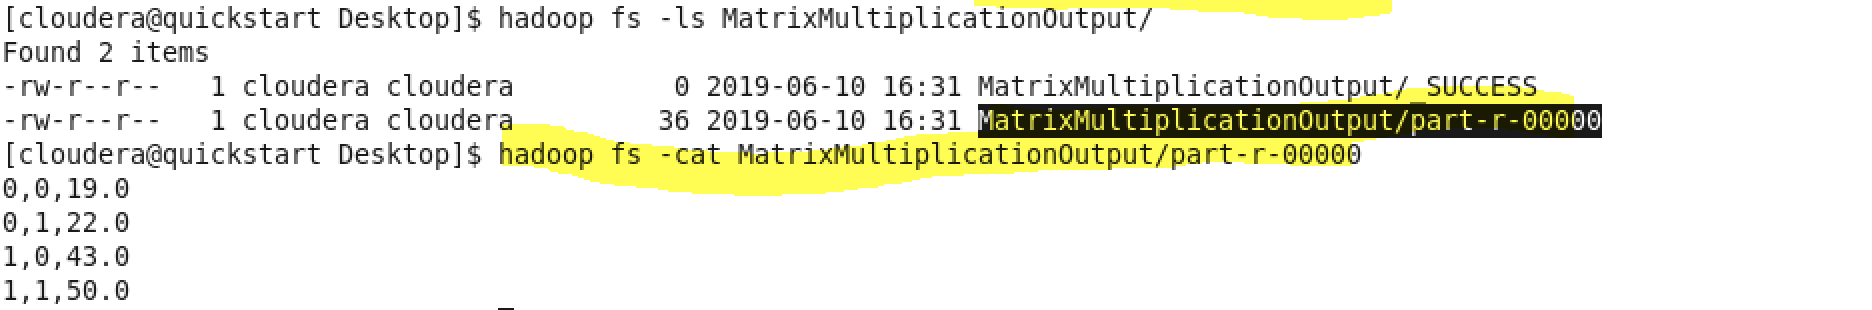 [cloudera@quickstart Desktop]$ hadoop fs -ls MatrixMultiplicationOutput/
Found 2 items
-rw-r--r--   1 cloudera cloudera          0 2019-06-10 16:31 MatrixMultiplicationOutput/_SUCCESS
-rw-r--r--   1 cloudera cloudera         36 2019-06-10 16:31 MatrixMultiplicationOutput/part-r-00000
[cloudera@quickstart Desktop]$ hadoop fs -cat MatrixMultiplicationOutput/part-r-00000
0,0,19.0
0,1,22.0
1,0,43.0
1,1,50.0